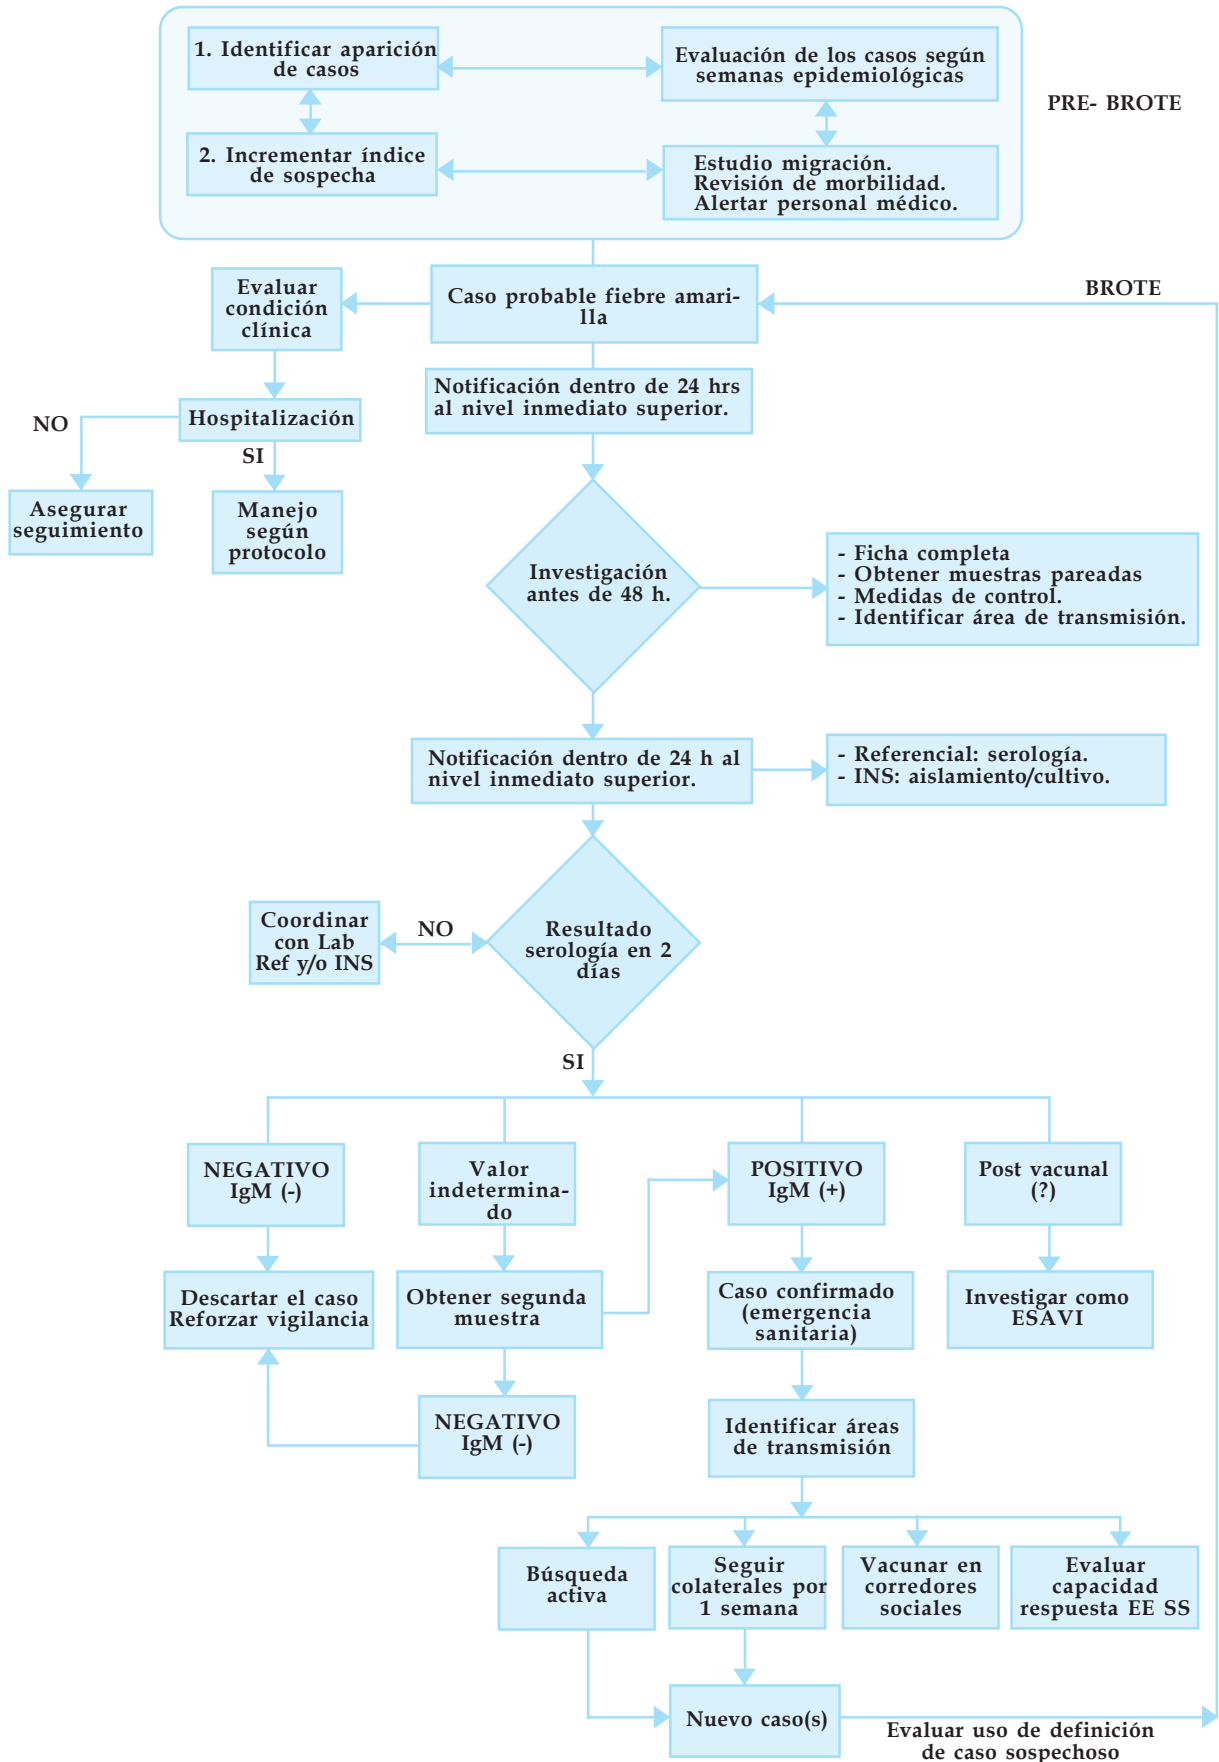 1. Identificar aparición
de casos
Evaluación de los casos según
semanas epidemiológicas
PRE- BROTE
2. Incrementar índice
de sospecha
Estudio migración.
Revisión de morbilidad.
Alertar personal médico.
Evaluar
condición
clínica
Caso probable fiebre amari-
lla
BROTE
Notificación dentro de 24 hrs
al nivel inmediato superior.
NO
Hospitalización
SI
Asegurar
seguimiento
Manejo
según
protocolo
Investigación
antes de 48 h.
- Ficha completa
- Obtener muestras pareadas
- Medidas de control.
- Identificar área de transmisión.
Notificación dentro de 24 h al
nivel inmediato superior.
- Referencial: serología.
- INS: aislamiento/cultivo.
Coordinar
con Lab
Ref y/o INS
NO
Resultado
serología en 2
días
SI
NEGATIVO
IgM (-)
Valor
indetermina-
do
POSITIVO
IgM (+)
Post vacunal
(?)
Descartar el caso
Reforzar vigilancia
Obtener segunda
muestra
Caso confirmado
(emergencia
sanitaria)
Investigar como
ESAVI
NEGATIVO
IgM (-)
Identificar áreas
de transmisión
Búsqueda
activa
Seguir
colaterales por
1 semana
Vacunar en
corredores
sociales
Evaluar
capacidad
respuesta EE SS
Nuevo caso(s)
Evaluar uso de definición
de caso sospechoso